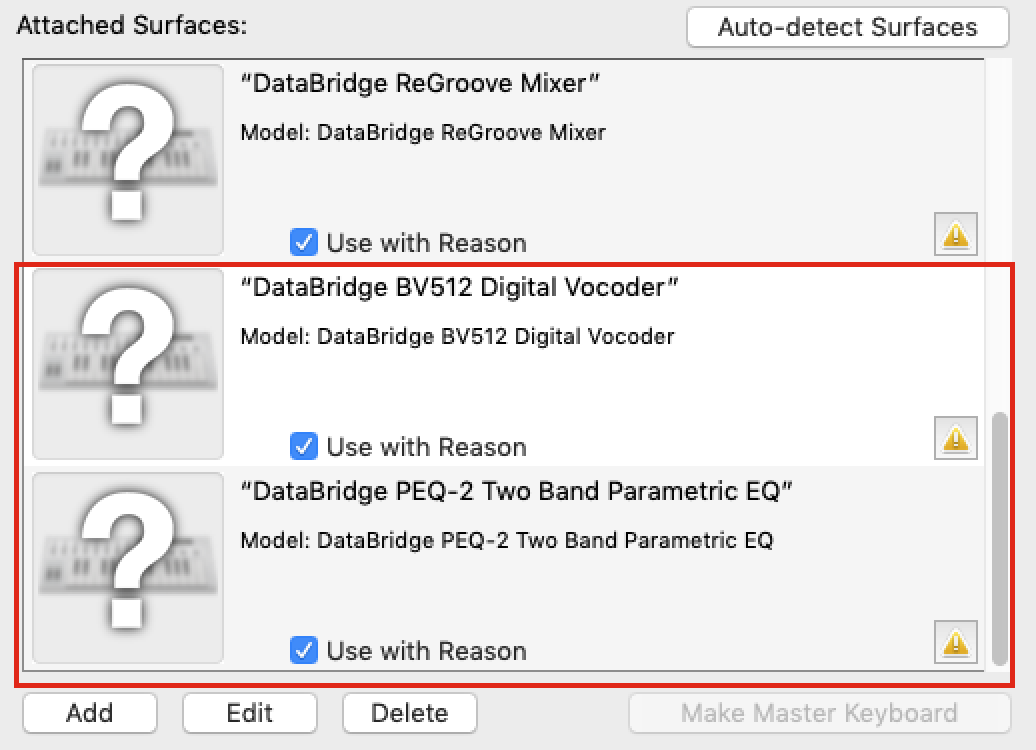 Attached Surfaces:
Auto-detect Surfaces
“DataBridge ReGroove Mixer”
Model: DataBridge ReGroove Mixer
Use with Reason
“DataBridge BV512 Digital Vocoder”
Model: DataBridge BV512 Digital Vocoder
Use with Reason
“DataBridge PEQ-2 Two Band Parametric EQ”
Model: DataBridge PEQ-2 Two Band Parametric EQ
Use with Reason
Add
Edit
Delete
Make Master Keyboard